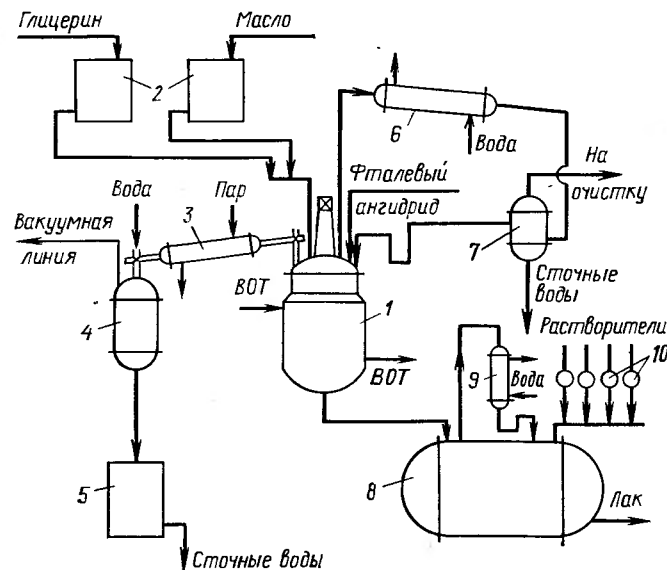 Глицерин
Масло
2
6
Вода
На
очистку
Фталевый
ангидрид
Вода
Пар
3
7
Вакуумная
линия
Сточные
воды
ВОТ
1
4
ВОТ
Растворители
9
Вода
10
5
8
Лак
Сточные воды